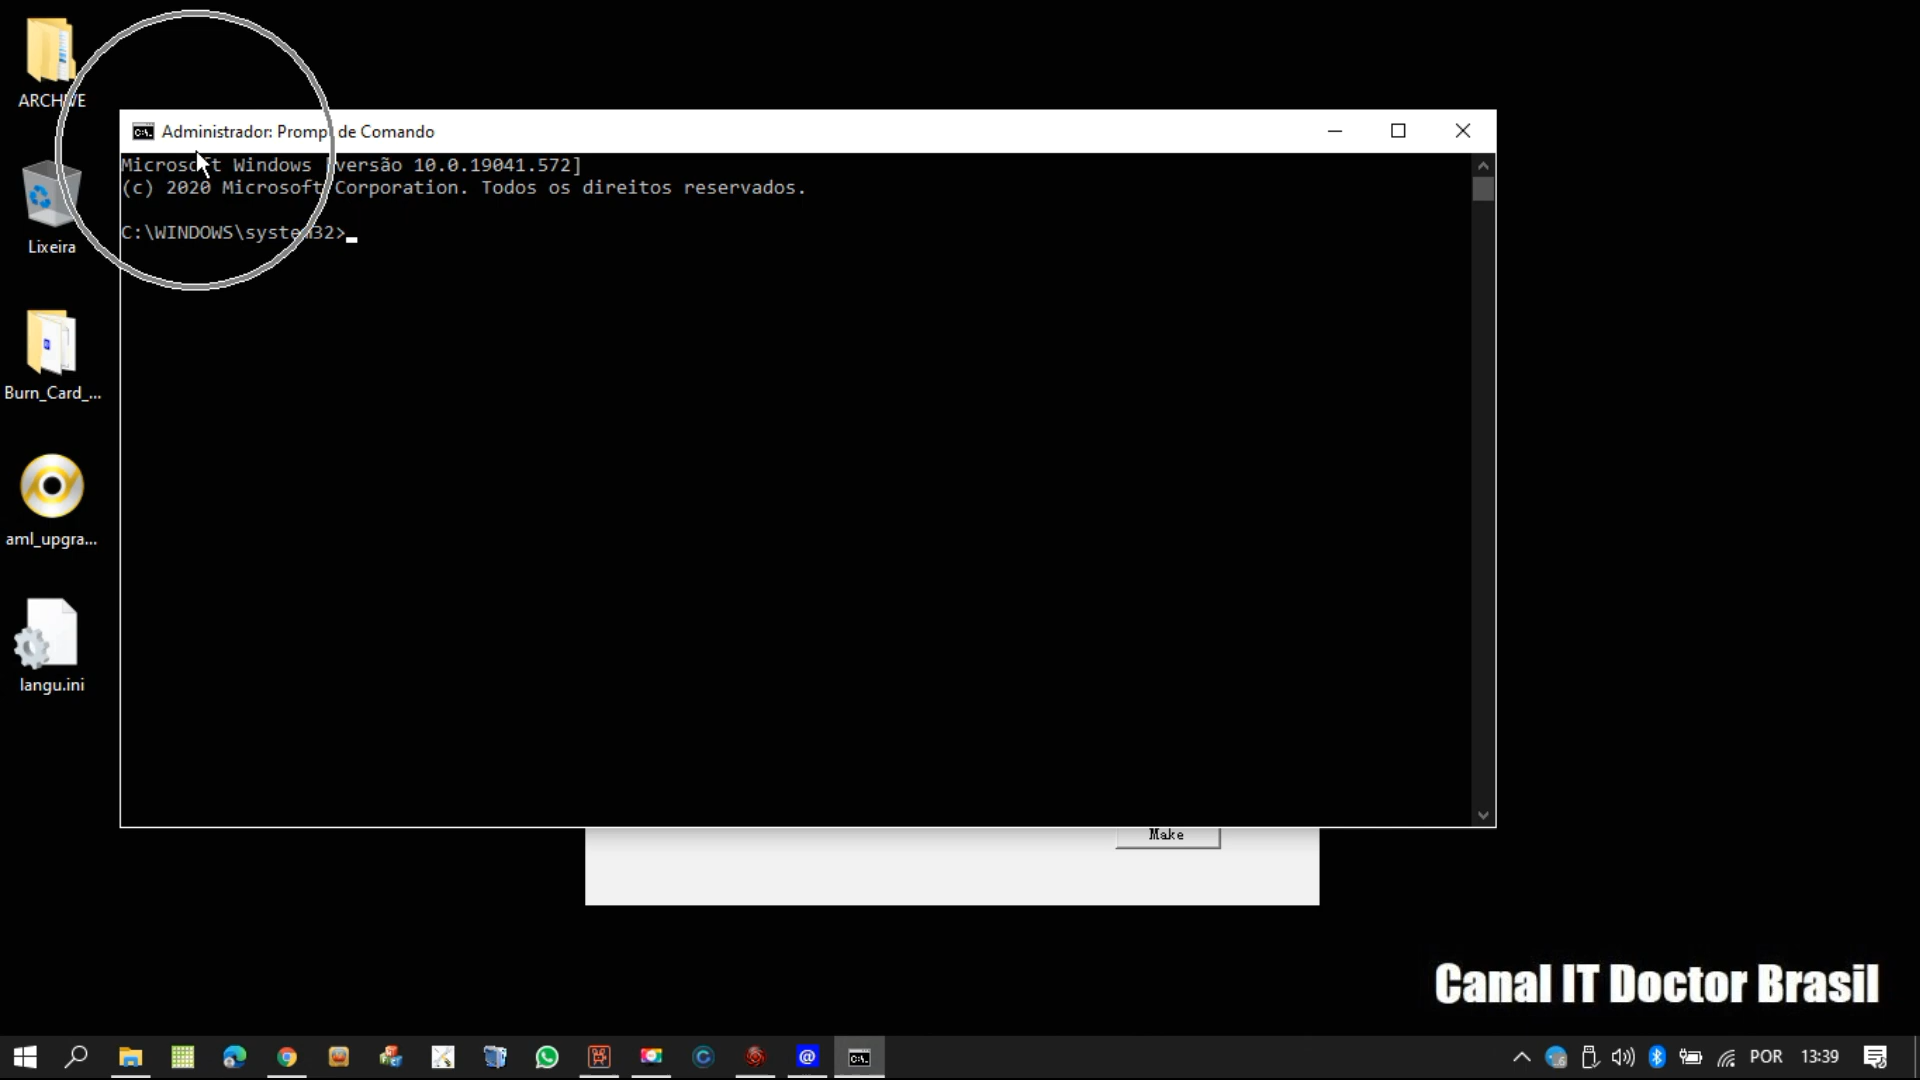 ARCHIVE
Lixeira
Burn_Card_...
aml_upgra...
langu.ini
Administrador: Prompt de Comando
Microsoft Windows [versão 10.0.19041.572]
(c) 2020 Microsoft Corporation. Todos os direitos reservados.
C:\WINDOWS\system32>
Make
Canal IT Doctor Brasil
POR
13:39